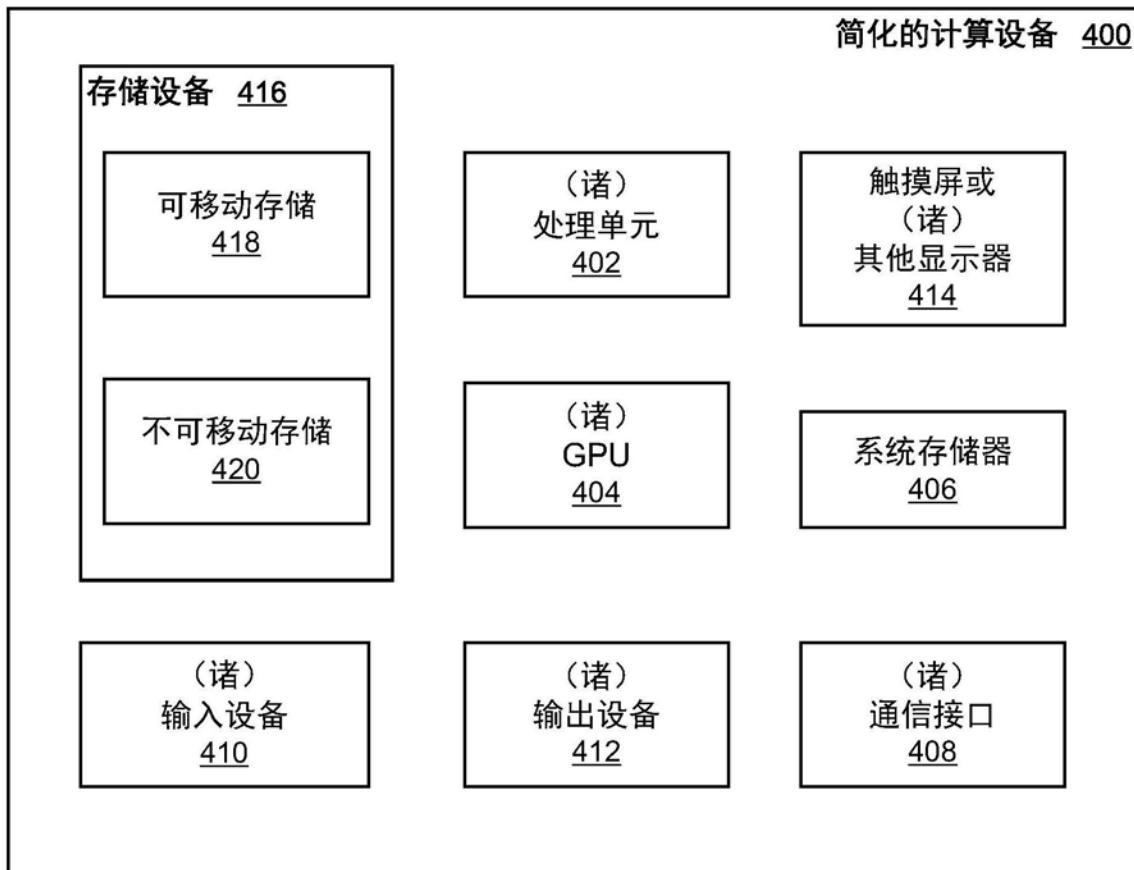 简化的计算设备 400
存储设备 416
可移动存储
418
（诸）
处理单元
402
触摸屏或
（诸）
其他显示器
414
不可移动存储
420
（诸）
GPU
404
系统存储器
406
（诸）
输入设备
410
（诸）
输出设备
412
（诸）
通信接口
408